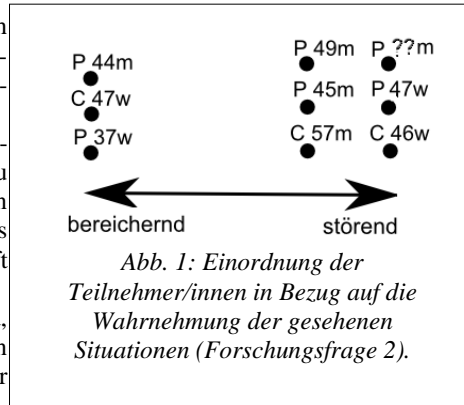 P 49m P ??m
P 44m
C 47w P 45m P 47w
P 37w C 57m C 46w
bereichernd störend
Abb. 1: Einordnung der
Teilnehmer/innen in Bezug auf die
Wahrnehmung der gesehenen
Situationen (Forschungsfrage 2).